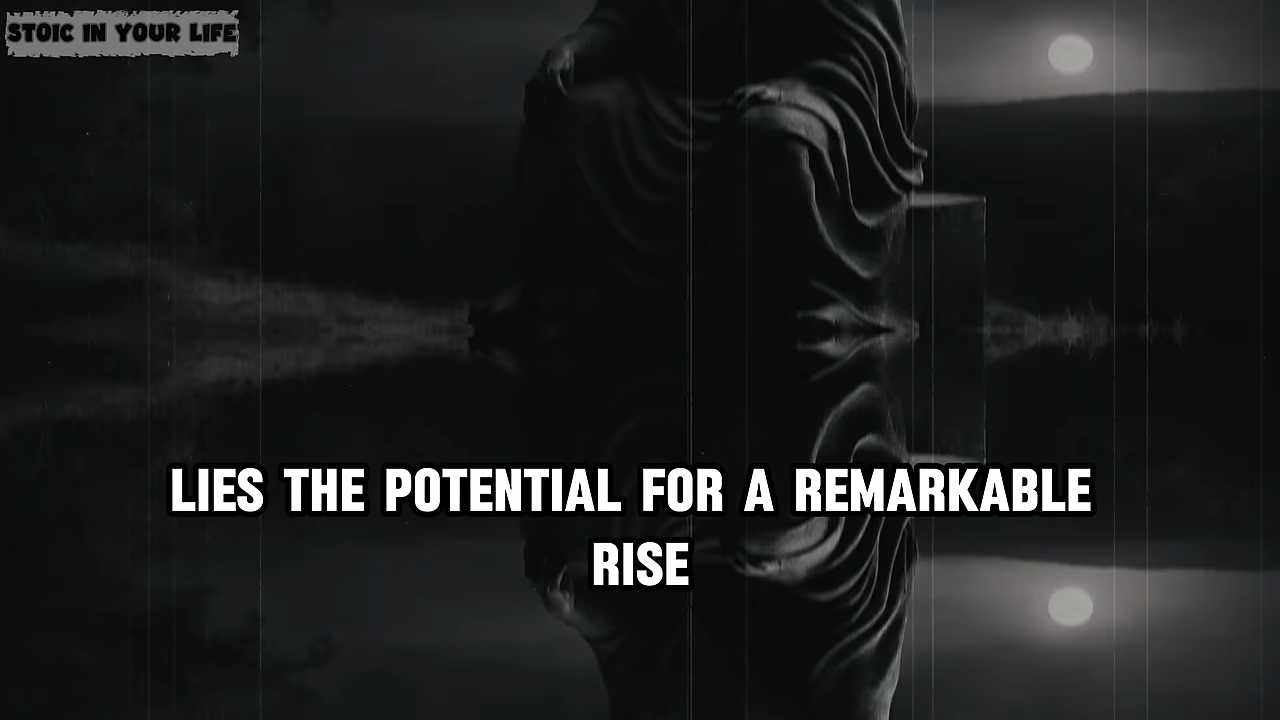 STOIC IN YOUR LIFE
LIES THE POTENTIAL FOR A REMARKABLE
RISE